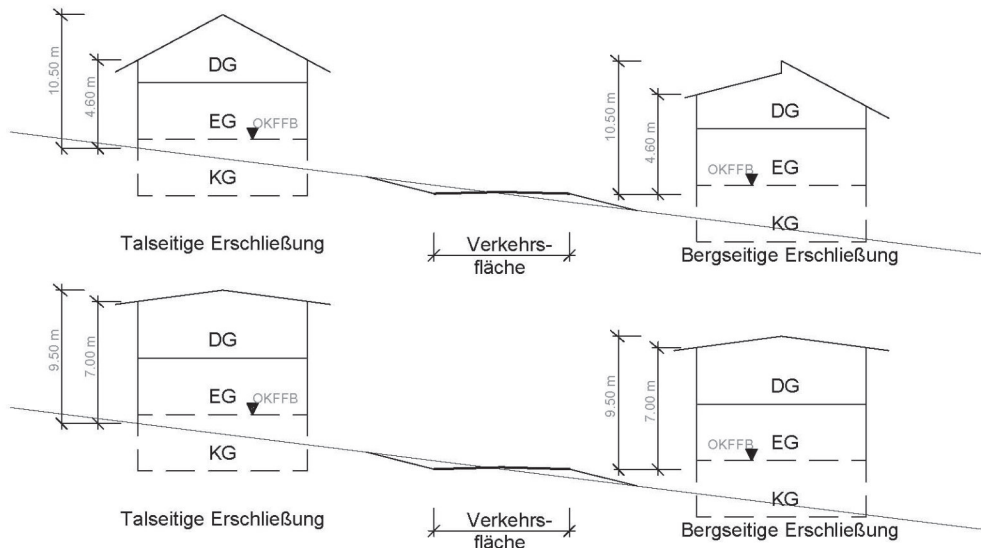 10.50 m
4.60 m
DG
EG OKFFB
KG
Talseitige Erschließung
Verkehrs-
fläche
10.50 m
4.60 m
DG
OKFFB EG
KG
Bergseitige Erschließung
9.50 m
7.00 m
DG
EG OKFFB
KG
Talseitige Erschließung
Verkehrs-
fläche
9.50 m
7.00 m
DG
OKFFB EG
KG
Bergseitige Erschließung